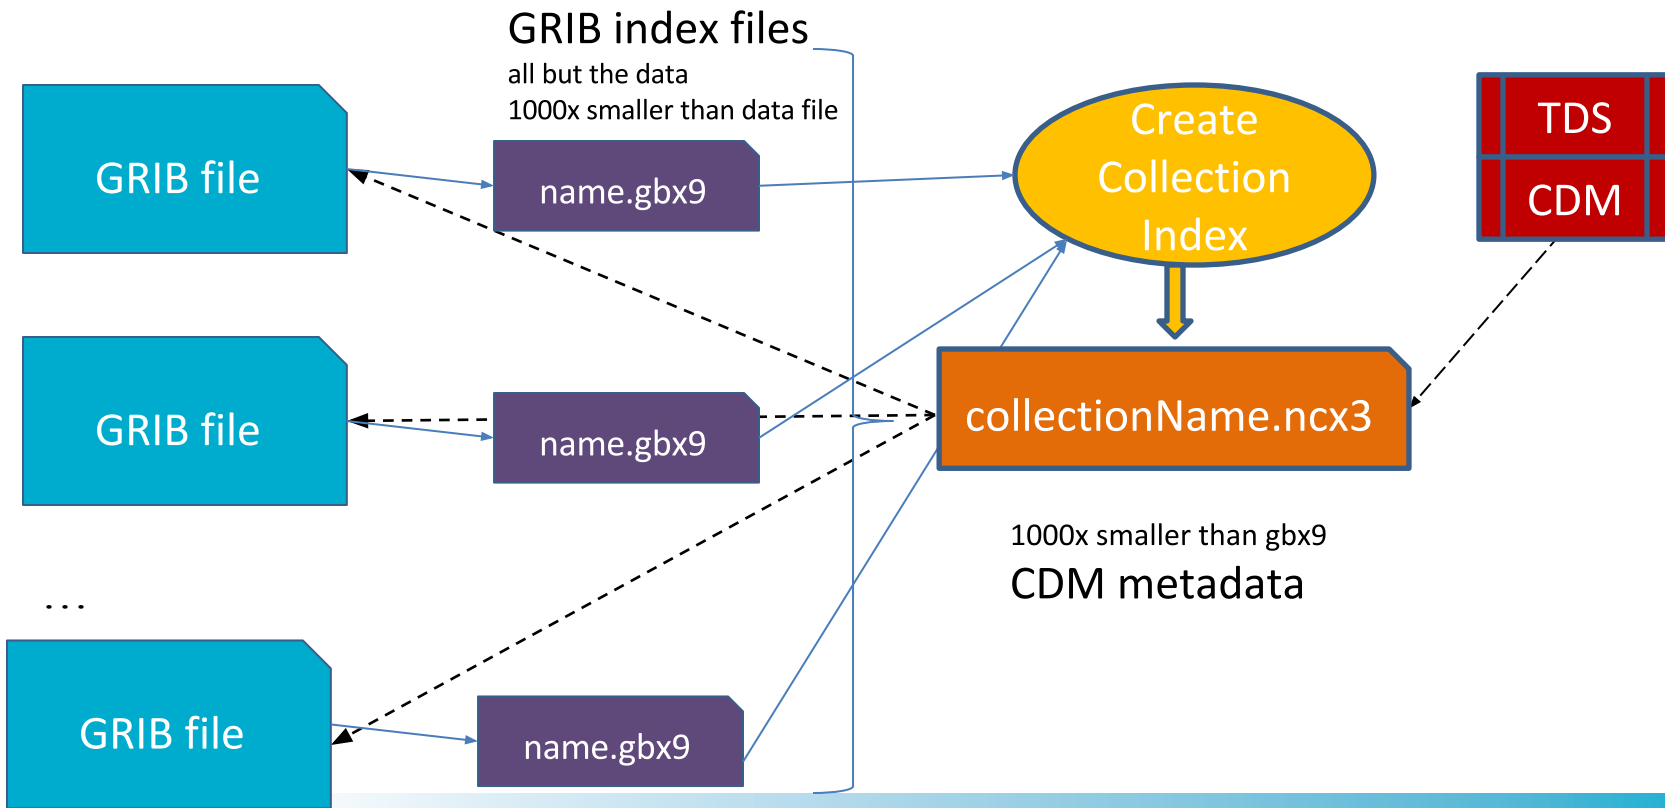 GRIB index files
all but the data
1000x smaller than data file
GRIB file
name.gbx9
Create
Collection
Index
TDS
CDM
GRIB file
name.gbx9
collectionName.ncx3
1000x smaller than gbx9
CDM metadata
...
GRIB file
name.gbx9